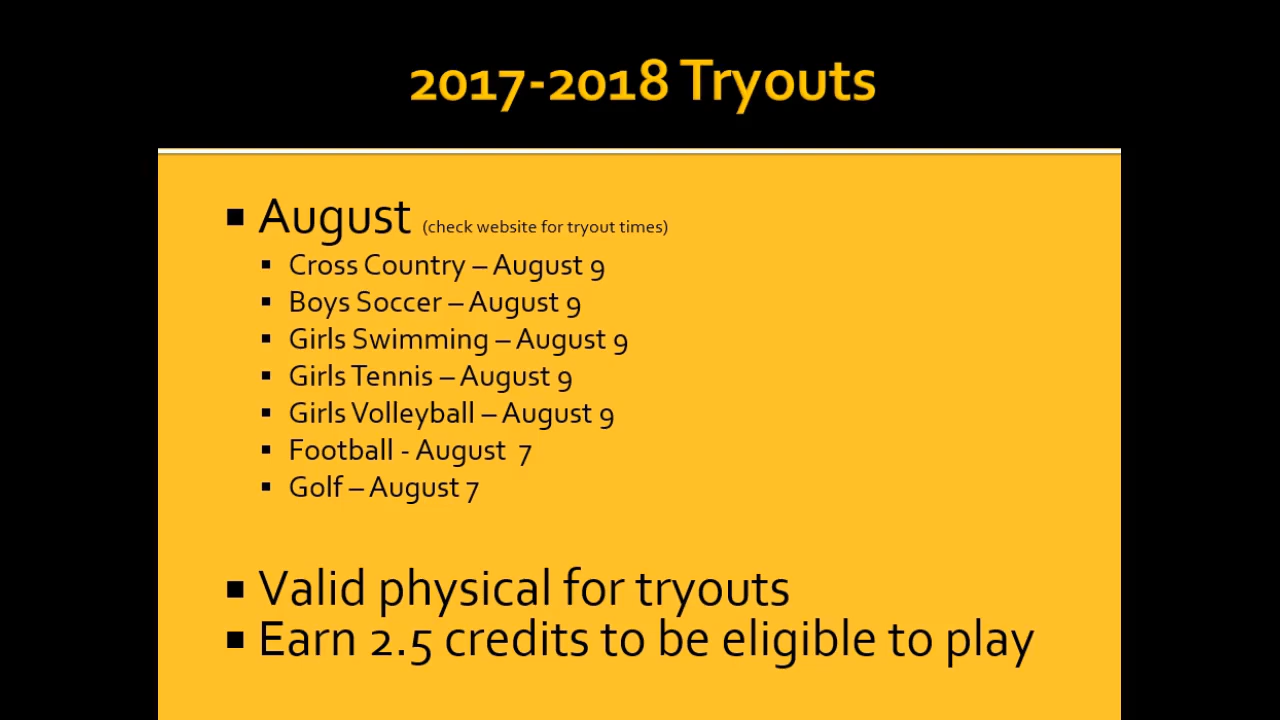 2017-2018 Tryouts
▪ August (check website for tryout times)
▪ Cross Country – August 9
▪ Boys Soccer – August 9
▪ Girls Swimming – August 9
▪ Girls Tennis – August 9
▪ Girls Volleyball – August 9
▪ Football - August 7
▪ Golf – August 7
▪ Valid physical for tryouts
▪ Earn 2.5 credits to be eligible to play